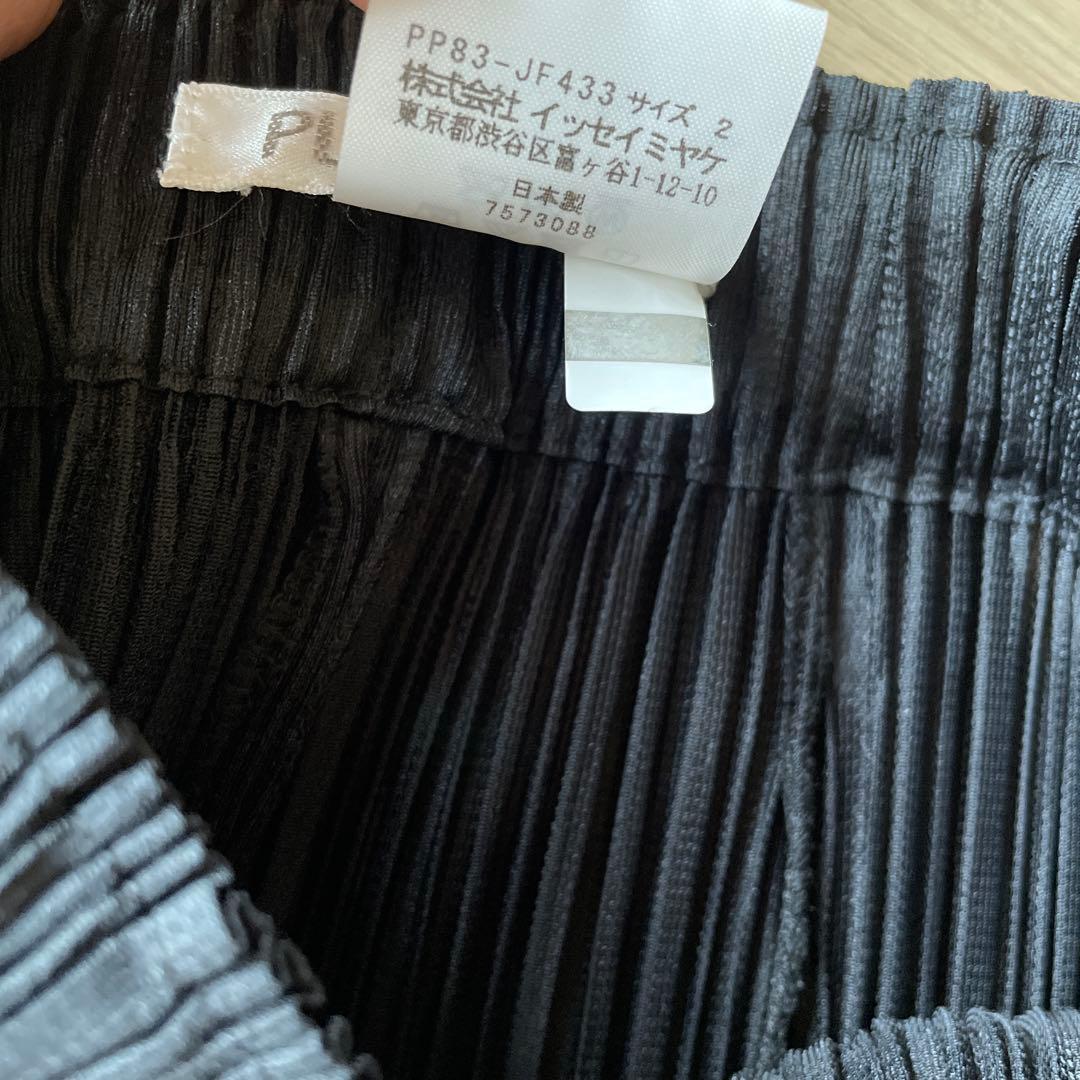 PP83-JF433 サイズ 2
株式会社 イッセイミヤケ
東京都渋谷区富ヶ谷1-12-10
日本製
7573088